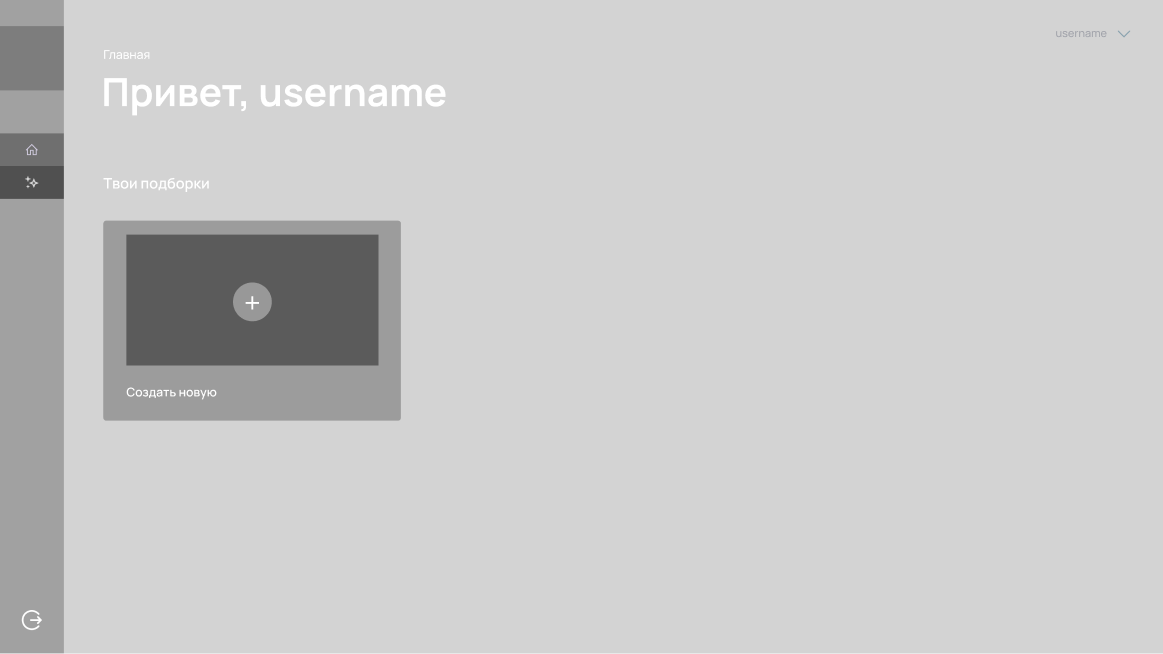 username
Главная
Привет, username
Твои подборки
Создать новую